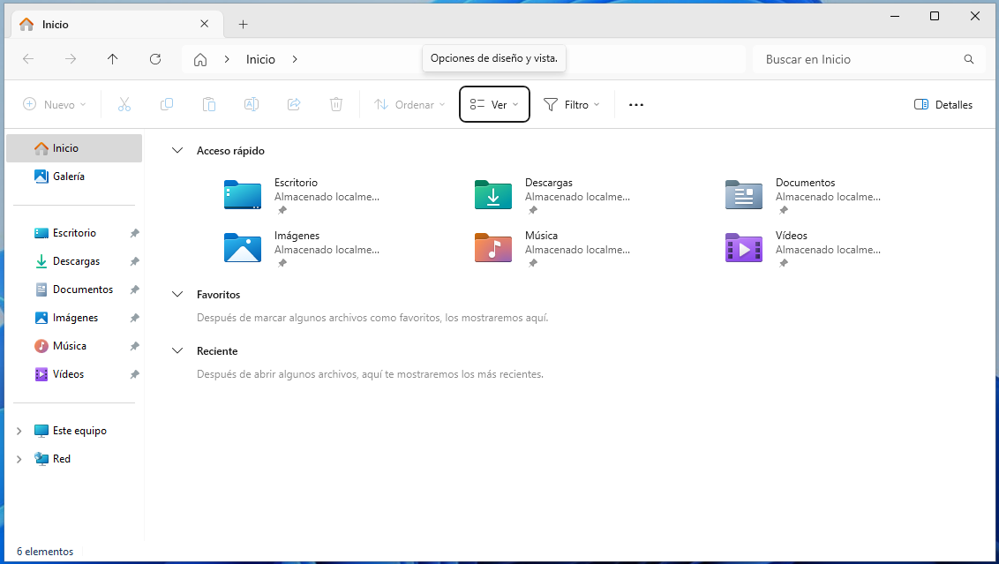 Inicio
Inicio
Opciones de diseño y vista.
Buscar en Inicio
Nuevo
Ordenar
Ver
Filtro
Detalles
Inicio
Galería
Escritorio
Descargas
Documentos
Imágenes
Música
Vídeos
Este equipo
Red
Acceso rápido
Escritorio
Almacenado localme...
Descargas
Almacenado localme...
Documentos
Almacenado localme...
Imágenes
Almacenado localme...
Música
Almacenado localme...
Vídeos
Almacenado localme...
Favoritos
Después de marcar algunos archivos como favoritos, los mostraremos aquí.
Reciente
Después de abrir algunos archivos, aquí te mostraremos los más recientes.
6 elementos